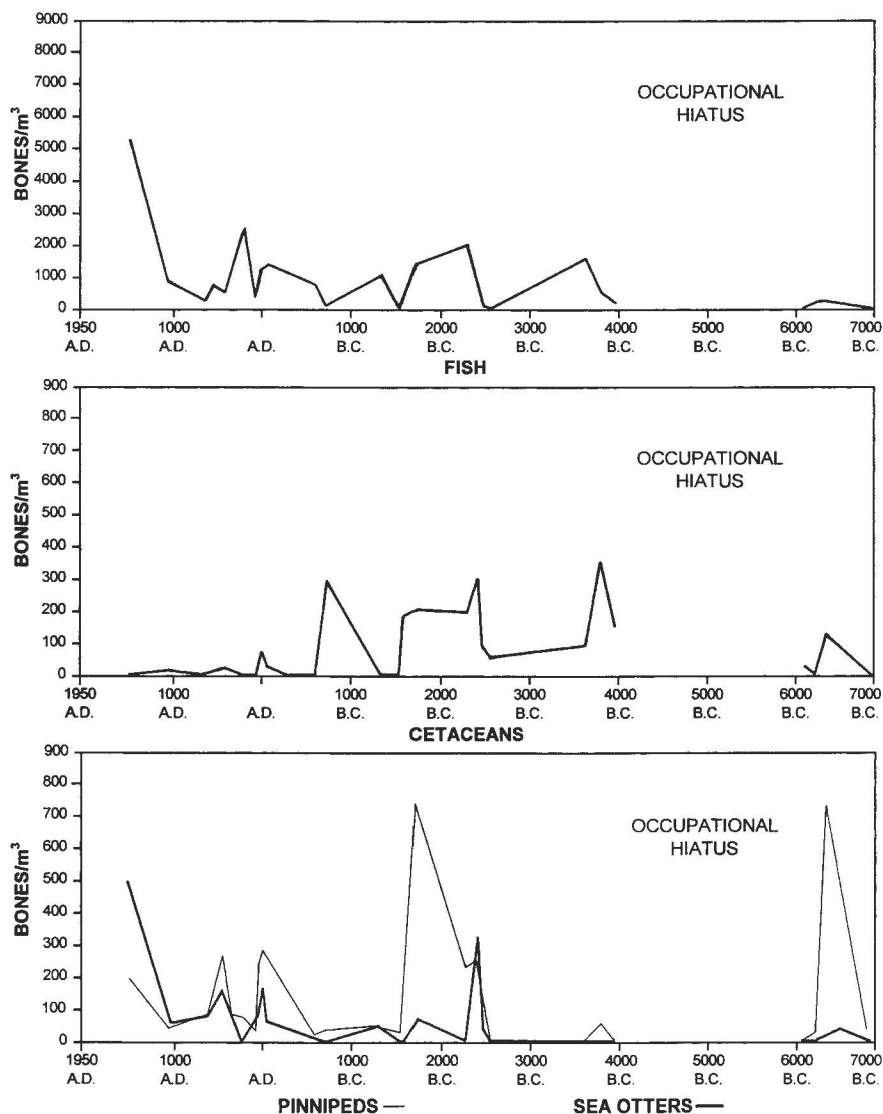 9000
8000
7000
6000
5000
4000
3000
2000
1000
0
BONES/m³
OCCUPATIONAL
HIATUS
1950 1000 1000 2000 3000 4000 5000 6000 7000
A.D. A.D. A.D. B.C. B.C. B.C. B.C. B.C. B.C. B.C.
FISH
900
800
700
600
500
400
300
200
100
0
BONES/m³
OCCUPATIONAL
HIATUS
1950 1000 1000 2000 3000 4000 5000 6000 7000
A.D. A.D. A.D. B.C. B.C. B.C. B.C. B.C. B.C. B.C.
CETACEANS
900
800
700
600
500
400
300
200
100
0
BONES/m³
OCCUPATIONAL
HIATUS
1950 1000 1000 2000 3000 4000 5000 6000 7000
A.D. A.D. A.D. B.C. B.C. B.C. B.C. B.C. B.C. B.C.
PINNIPEDS — SEA OTTERS —